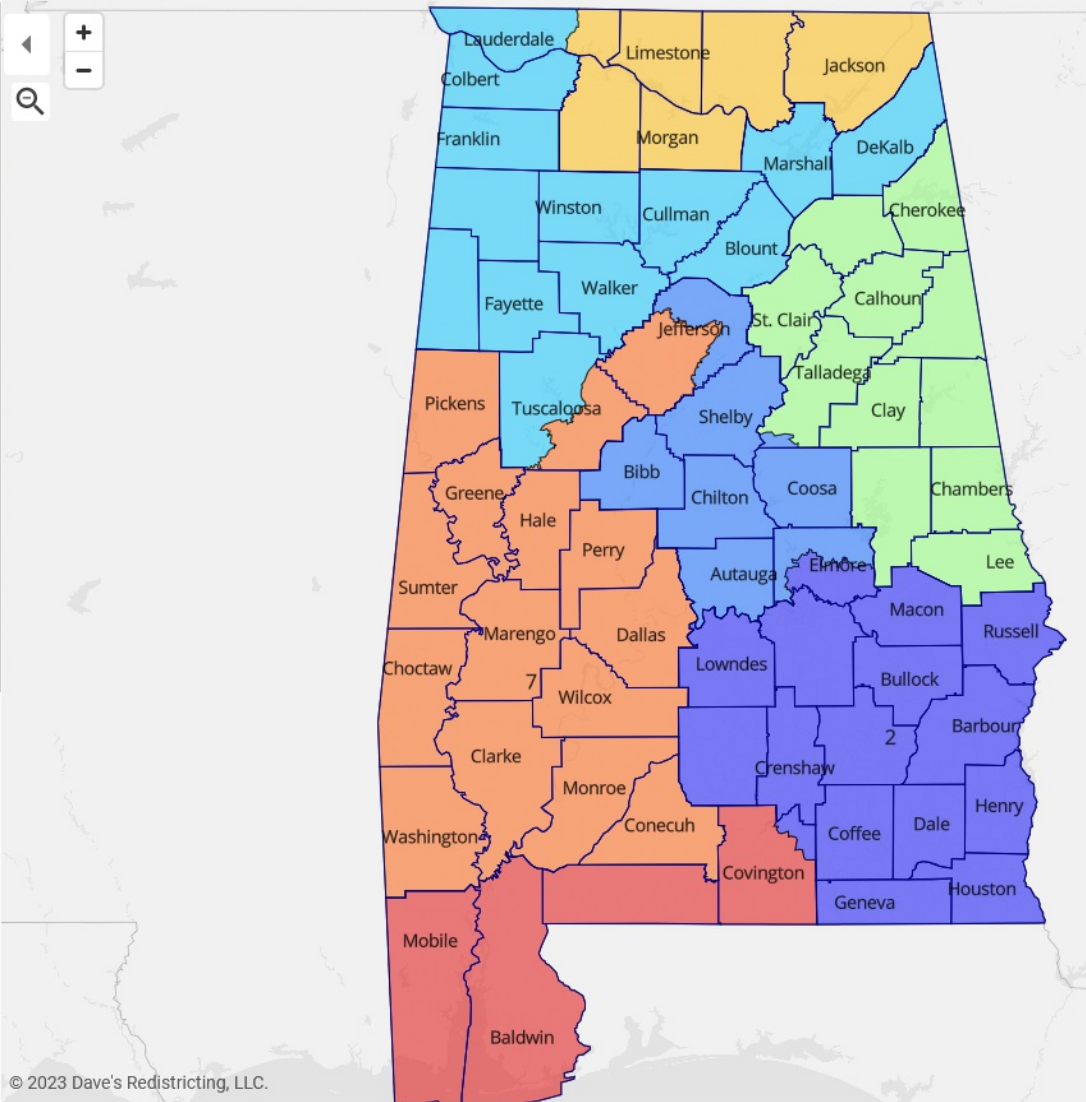 +
−
Lauderdale
Limestone
Jackson
Colbert
Franklin
Morgan
DeKalb
Marshall
Winston
Cullman
Cherokee
Blount
Walker
Fayette
Calhoun
St. Clair
Jefferson
Talladega
Pickens
Tuscaloosa
Clay
Shelby
Bibb
Coosa
Chambers
Greene
Chilton
Hale
Perry
Elmore
Lee
Sumter
Autauga
Macon
Marengo
Dallas
Russell
Choctaw
Lowndes
Bullock
7
Wilcox
Barbour
2
Clarke
Crenshaw
Monroe
Henry
Conecuh
Dale
Coffee
Washington
Covington
Houston
Geneva
Mobile
Baldwin
© 2023 Dave's Redistricting, LLC.